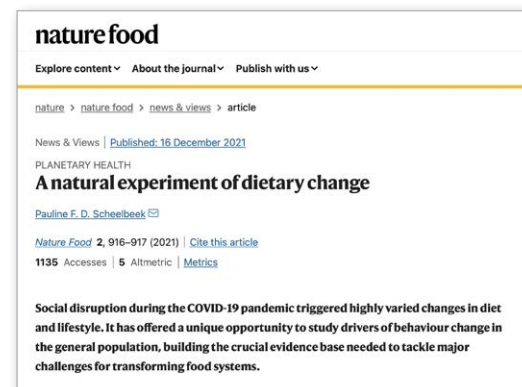 nature food
Explore content About the journal Publish with us
nature > nature food > news & views > article
News & Views | Published: 16 December 2021
PLANETARY HEALTH
A natural experiment of dietary change
Pauline F. D. Scheelbeek
Nature Food 2, 916–917 (2021) | Cite this article
1135 Accesses | 5 Altmetric | Metrics
Social disruption during the COVID-19 pandemic triggered highly varied changes in diet
and lifestyle. It has offered a unique opportunity to study drivers of behaviour change in
the general population, building the crucial evidence base needed to tackle major
challenges for transforming food systems.